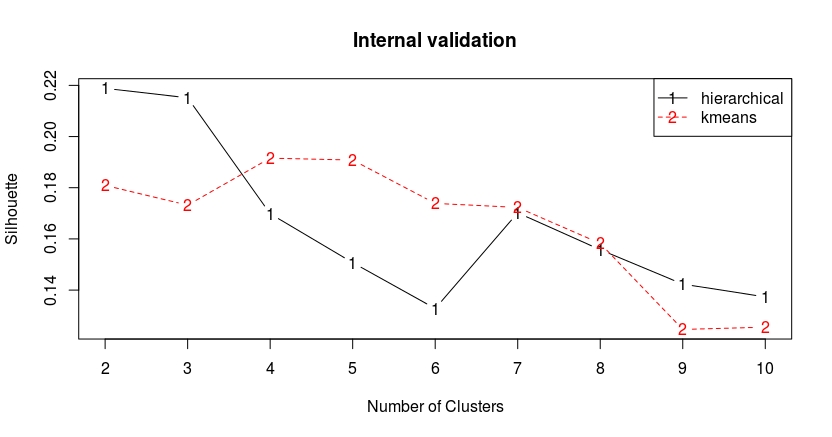 Internal validation
1 hierarchical
2 kmeans
Silhouette
0.22
0.20
0.18
0.16
0.14
1 1 1 1 1 1 1 1 1
2 2 2 2 2 2 2 2 2
2 3 4 5 6 7 8 9 10
Number of Clusters